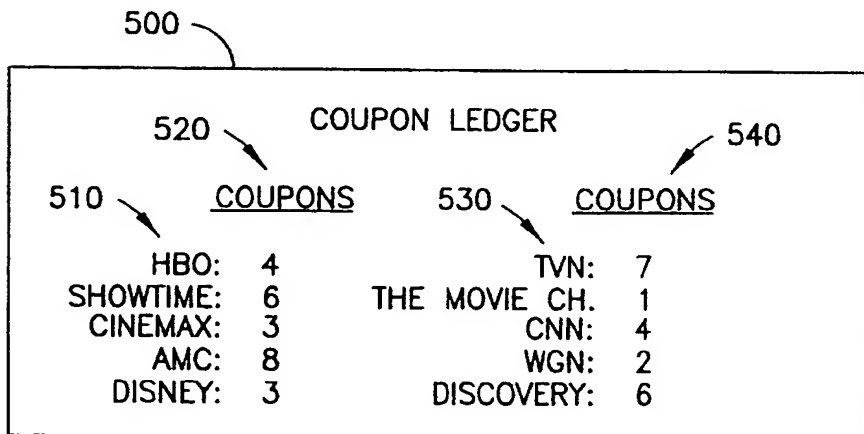 500
COUPON LEDGER
520 540
COUPONS COUPONS
510 530
HBO: 4 TVN: 7
SHOWTIME: 6 THE MOVIE CH. 1
CINEMAX: 3 CNN: 4
AMC: 8 WGN: 2
DISNEY: 3 DISCOVERY: 6